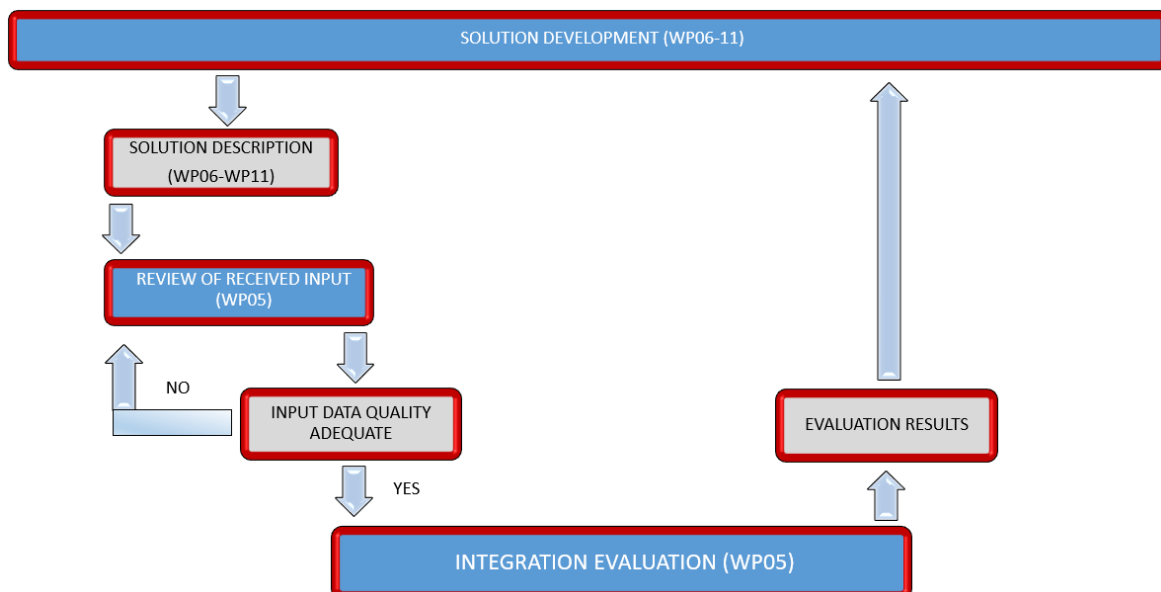 SOLUTION DEVELOPMENT (WP06-11)
SOLUTION DESCRIPTION
(WP06-WP11)
REVIEW OF RECEIVED INPUT
(WP05)
NO
INPUT DATA QUALITY
ADEQUATE
EVALUATION RESULTS
YES
INTEGRATION EVALUATION (WP05)